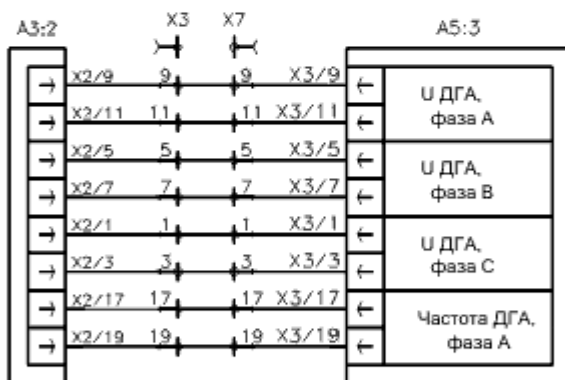 A3:2 X3 X7 A5:3
X2/9 9 9 X3/9
U ДГА,
фаза А
X2/11 11 11 X3/11
X2/5 5 5 X3/5
U ДГА,
фаза В
X2/7 7 7 X3/7
X2/1 1 1 X3/1
U ДГА,
фаза С
X2/3 3 3 X3/3
X2/17 17 17 X3/17
Частота ДГА,
фаза А
X2/19 19 19 X3/19